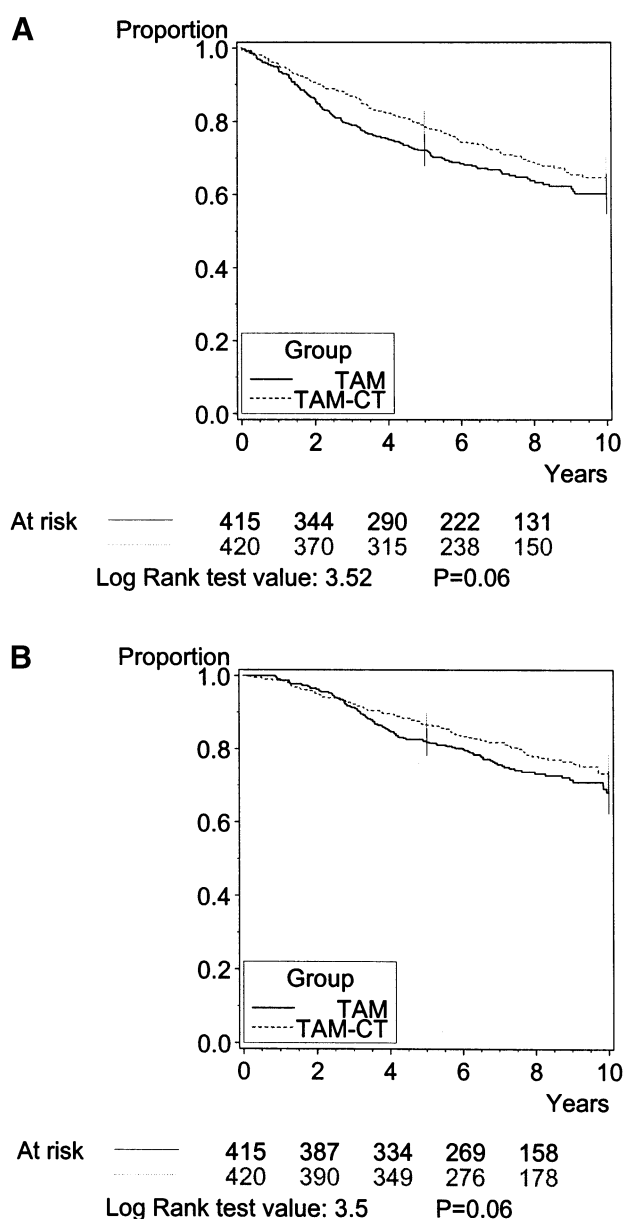 A
Proportion
1.0
0.8
0.6
0.4
0.2
0.0
Group
TAM
TAM-CT
0 2 4 6 8 10
Years
At risk 415 344 290 222 131
420 370 315 238 150
Log Rank test value: 3.52 P=0.06
B
Proportion
1.0
0.8
0.6
0.4
0.2
0.0
Group
TAM
TAM-CT
0 2 4 6 8 10
Years
At risk 415 387 334 269 158
420 390 349 276 178
Log Rank test value: 3.5 P=0.06